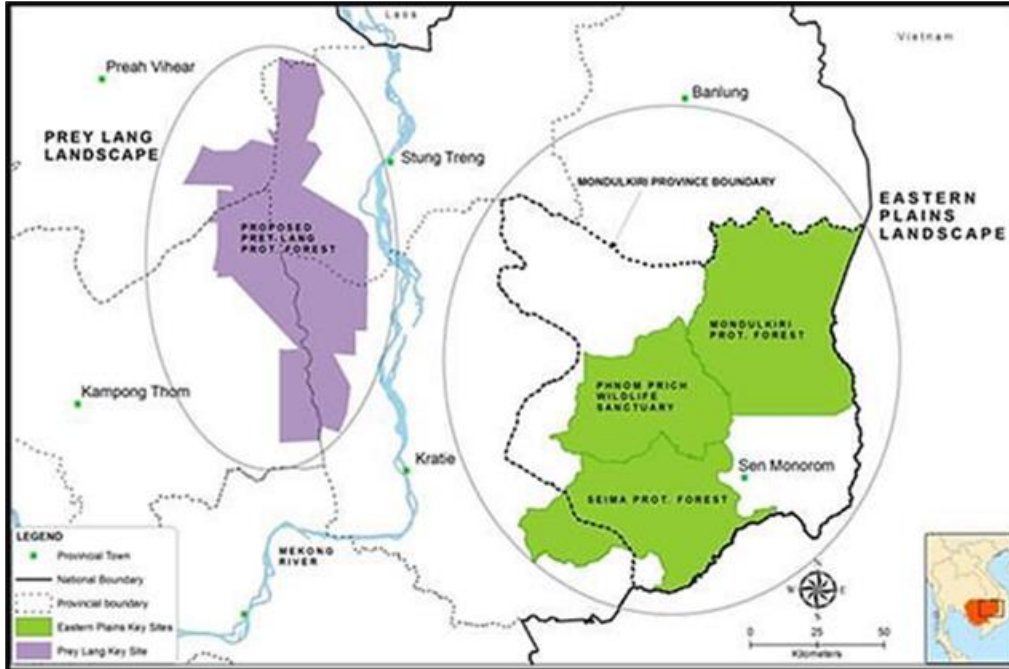 Laos
Vietnam
Preah Vihear
Banlung
PREY LANG
LANDSCAPE
Stung Treng
MONDULKIRI PROVINCE BOUNDARY
EASTERN
PLAINS
LANDSCAPE
PROPOSED
PREY-LANG
PROT. FOREST
MONDULKIRI
PROT. FOREST
PHNOM PRICH
WILDLIFE
SANCTUARY
Kampong Thom
Kratie
Sen Monorom
SEIMA PROT. FOREST
MEKONG
RIVER
LEGEND
Provincial Town
National Boundary
Provincial boundary
Eastern Plains Key Sites
Prey Lang Key Site
N
W E
S
0 25 50
Kilometers